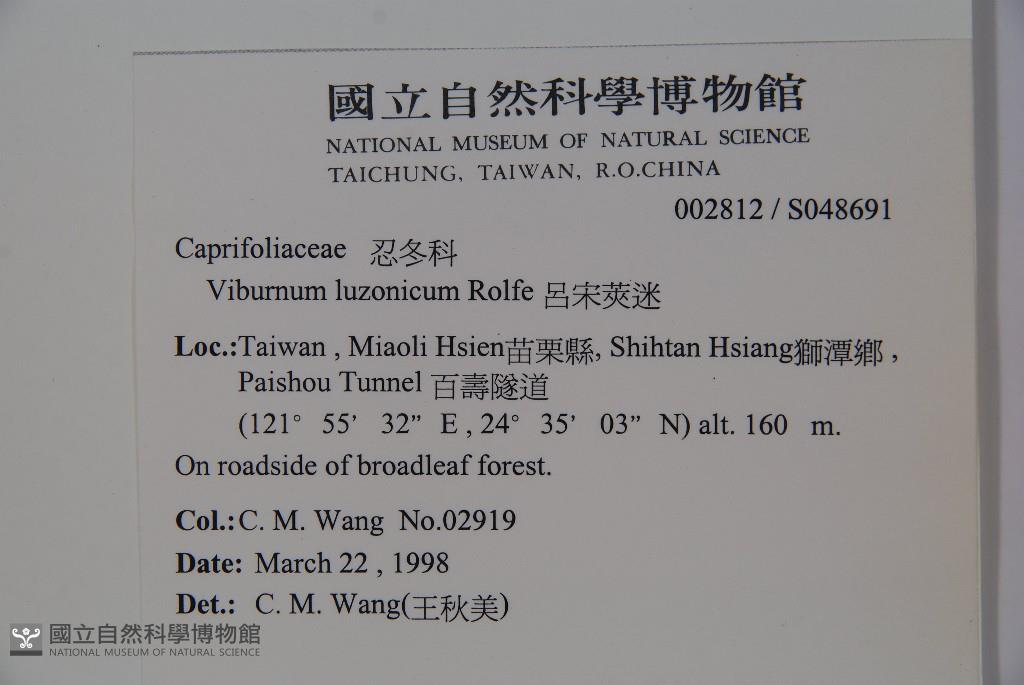 國立自然科學博物館
NATIONAL MUSEUM OF NATURAL SCIENCE
TAICHUNG, TAIWAN, R.O.CHINA
002812 / S048691
Caprifoliaceae 忍冬科
Viburnum luzonicum Rolfe 呂宋莢迷
Loc.:Taiwan , Miaoli Hsien苗栗縣, Shihtan Hsiang獅潭鄉 ,
Paishou Tunnel 百壽隧道
(121° 55’ 32” E , 24° 35’ 03” N) alt. 160 m.
On roadside of broadleaf forest.
Col.:C. M. Wang No.02919
Date: March 22 , 1998
Det.: C. M. Wang(王秋美)
國立自然科學博物館
NATIONAL MUSEUM OF NATURAL SCIENCE